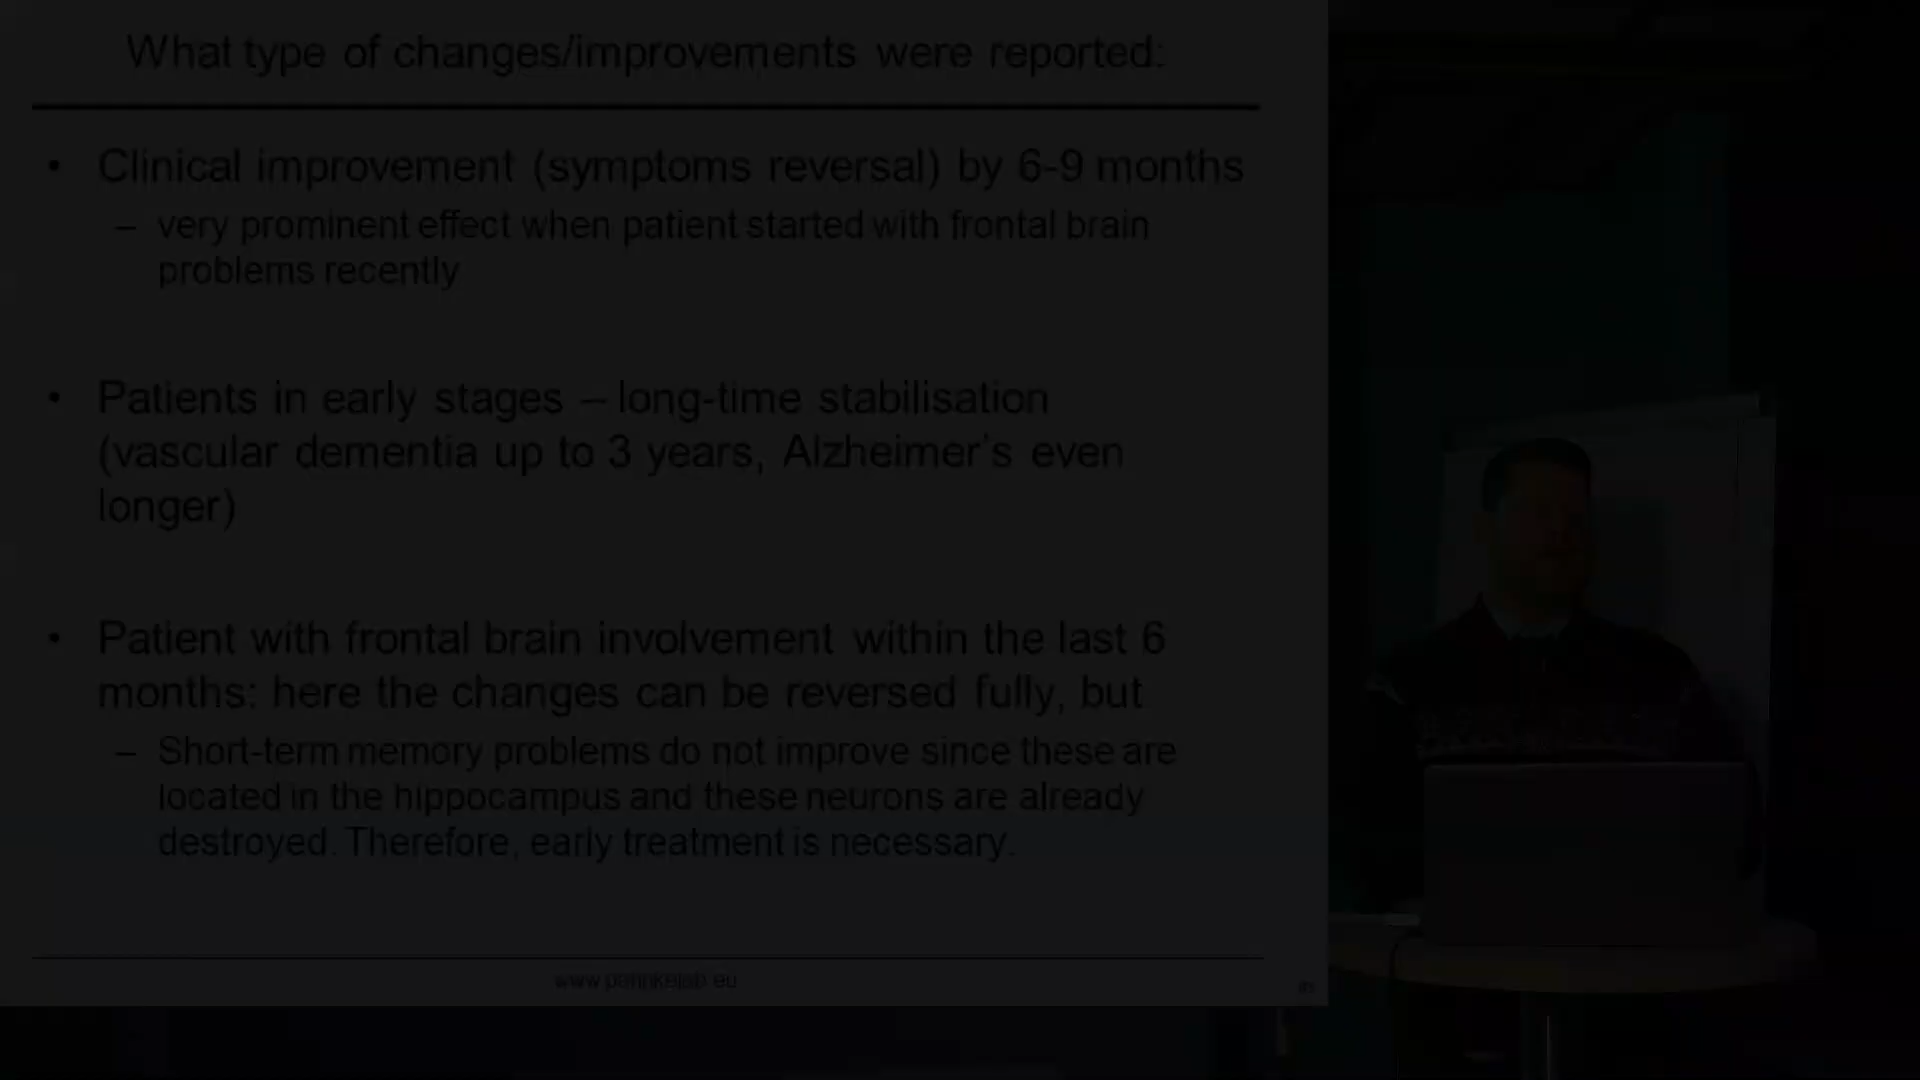 What type of changes/improvements were reported:
• Clinical improvement (symptoms reversal) by 6-9 months
– very prominent effect when patient started with frontal brain
problems recently
• Patients in early stages – long-time stabilisation
(vascular dementia up to 3 years, Alzheimer’s even
longer)
• Patient with frontal brain involvement within the last 6
months: here the changes can be reversed fully, but
– Short-term memory problems do not improve since these are
located in the hippocampus and these neurons are already
destroyed. Therefore, early treatment is necessary.
www.pahnkelab.eu